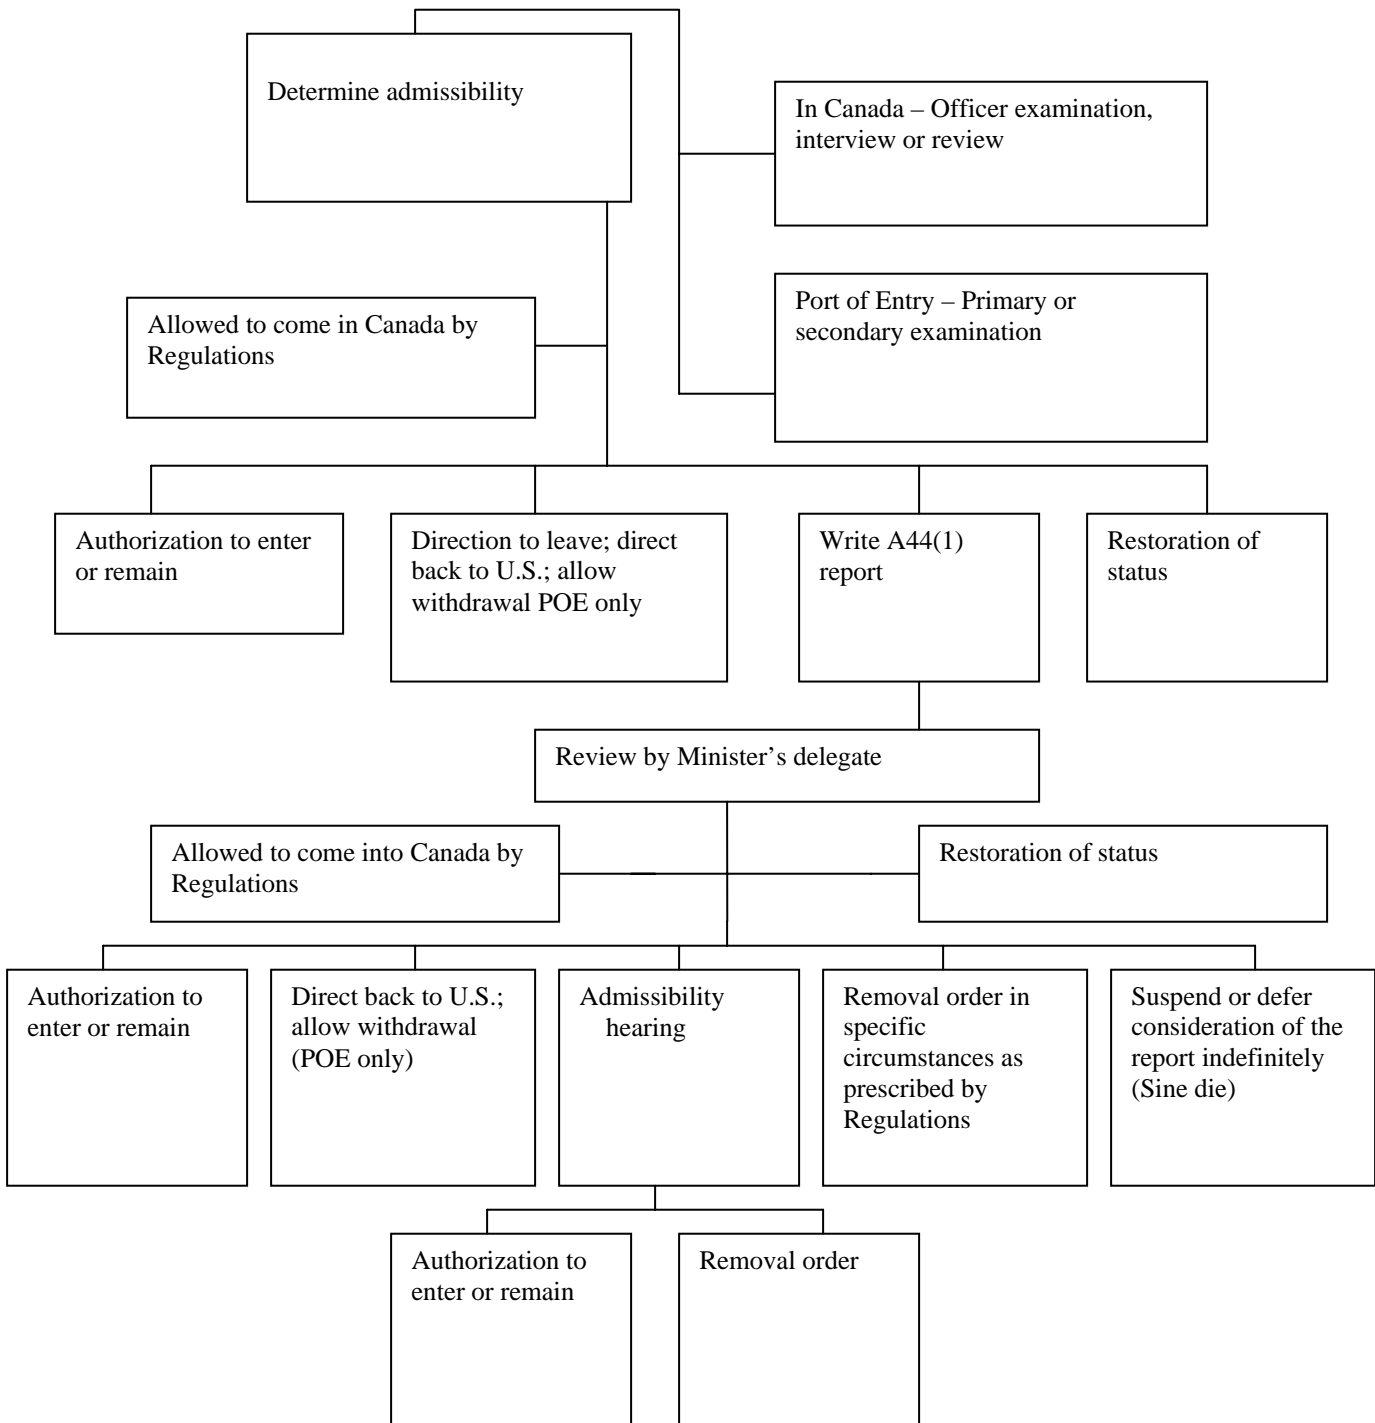 Determine admissibility
In Canada – Officer examination,
interview or review
Port of Entry – Primary or
secondary examination
Allowed to come in Canada by
Regulations
Authorization to enter
or remain
Direction to leave; direct
back to U.S.; allow
withdrawal POE only
Write A44(1)
report
Restoration of
status
Review by Minister’s delegate
Allowed to come into Canada by
Regulations
Restoration of status
Authorization to
enter or remain
Direct back to U.S.;
allow withdrawal
(POE only)
Admissibility
hearing
Removal order in
specific
circumstances as
prescribed by
Regulations
Suspend or defer
consideration of the
report indefinitely
(Sine die)
Authorization to
enter or remain
Removal order